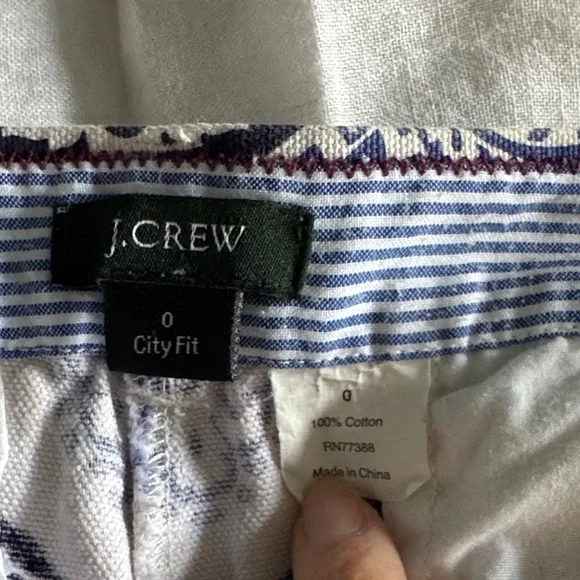 J.CREW
0
City Fit
0
100% Cotton
RN77388
Made in China